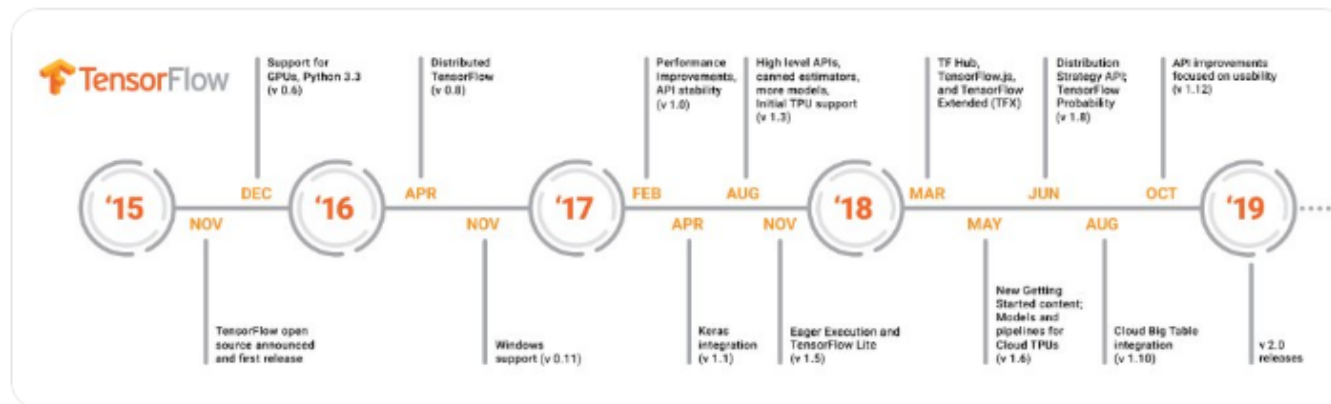 TensorFlow
Support for
GPUs, Python 3.3
(v 0.6)
Distributed
TensorFlow
(v 0.8)
Performance
Improvements,
API stability
(v 1.0)
High level APIs,
canned estimators,
more models,
Initial TPU support
(v 1.3)
TF Hub,
TensorFlow.js,
and TensorFlow
Extended (TFX)
Distribution
Strategy API;
TensorFlow
Probability
(v 1.8)
API improvements
focused on usability
(v 1.12)
'15
NOV
DEC
'16
APR
NOV
'17
FEB
APR
AUG
NOV
'18
MAR
MAY
JUN
AUG
OCT
'19
TensorFlow open
source announced
and first release
Windows
support (v 0.11)
Keras
integration
(v 1.1)
Eager Execution and
TensorFlow Lite
(v 1.5)
New Getting
Started content;
Models and
pipelines for
Cloud TPUs
(v 1.6)
Cloud Big Table
integration
(v 1.10)
v 2.0
releases